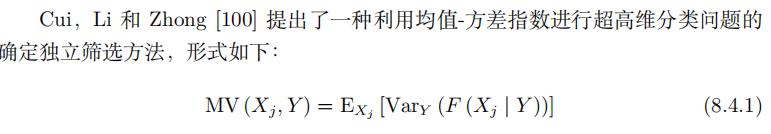 Cui，Li 和 Zhong [100] 提出了一种利用均值-方差指数进行超高维分类问题的
确定独立筛选方法，形式如下：
MV (X_j, Y) = E_{X_j} [Var_Y (F (X_j | Y))] (8.4.1)